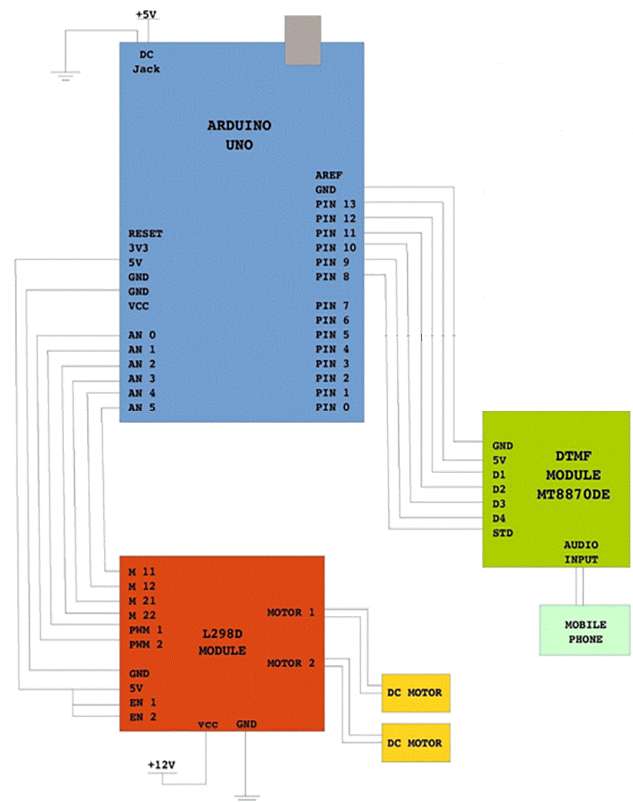 +5V
DC
Jack
ARDUINO
UNO
AREF
GND
PIN 13
PIN 12
PIN 11
PIN 10
PIN 9
PIN 8
PIN 7
PIN 6
PIN 5
PIN 4
PIN 3
PIN 2
PIN 1
PIN 0
RESET
3V3
5V
GND
GND
VCC
AN 0
AN 1
AN 2
AN 3
AN 4
AN 5
GND
5V
D1
D2
D3
D4
STD
DTMF
MODULE
MT8870DE
AUDIO
INPUT
MOBILE
PHONE
M 11
M 12
M 21
M 22
PWM 1
PWM 2
GND
5V
EN 1
EN 2
L298D
MODULE
MOTOR 1
MOTOR 2
VCC
GND
DC MOTOR
DC MOTOR
+12V